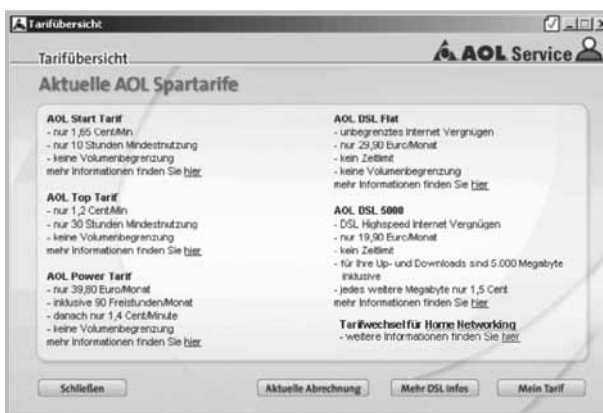 Tarifübersicht
Tarifübersicht
AOL Service
Aktuelle AOL Spartarife
AOL Start Tarif
- nur 1,65 Cent/Min
- nur 10 Stunden Mindestnutzung
- keine Volumenbegrenzung
mehr Informationen finden Sie hier
AOL Top Tarif
- nur 1,2 Cent/Min
- nur 30 Stunden Mindestnutzung
- keine Volumenbegrenzung
mehr Informationen finden Sie hier
AOL Power Tarif
- nur 39,80 Euro/Monat
- inklusive 90 Freistunden/Monat
- danach nur 1,4 Cent/Minute
- keine Volumenbegrenzung
mehr Informationen finden Sie hier
AOL DSL Flat
- unbegrenztes Internet Vergnügen
- nur 29,90 Euro/Monat
- kein Zeitlimit
- keine Volumenbegrenzung
mehr Informationen finden Sie hier
AOL DSL 5000
- DSL Highspeed Internet Vergnügen
- nur 19,90 Euro/Monat
- kein Zeitlimit
- für Ihre Up- und Downloads sind 5.000 Megabyte
inklusive
- jedes weitere Megabyte nur 1,5 Cent
mehr Informationen finden Sie hier
Tarifwechsel für Home Networking
- weitere Informationen finden Sie hier
Schließen
Aktuelle Abrechnung
Mehr DSL Infos
Mein Tarif